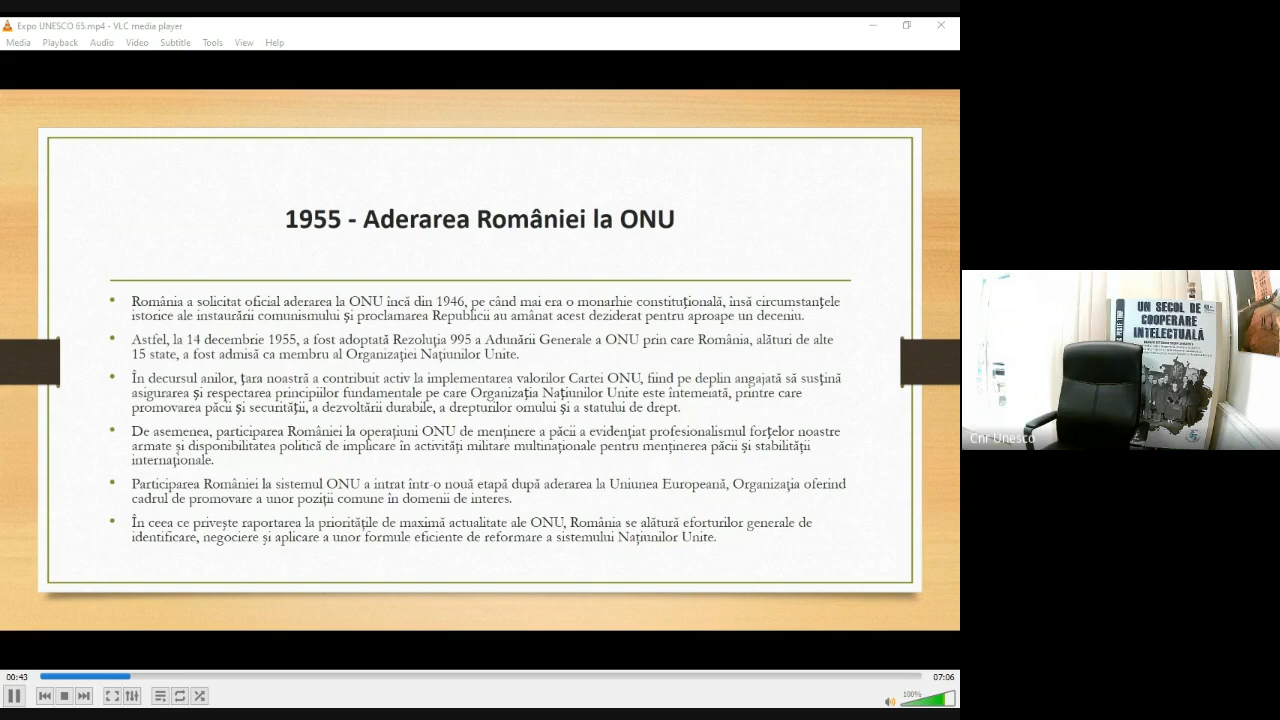 Expo UNESCO 65.mp4 - VLC media player
Media Playback Audio Video Subtitle Tools View Help
1955 - Aderarea României la ONU
• România a solicitat oficial aderarea la ONU încă din 1946, pe când mai era o monarhie constituțională, însă circumstanțele
istorice ale instaurării comunismului și proclamarea Republicii au amânat acest deziderat pentru aproape un deceniu.
• Astfel, la 14 decembrie 1955, a fost adoptată Rezoluția 995 a Adunării Generale a ONU prin care România, alături de alte
15 state, a fost admisă ca membru al Organizației Națiunilor Unite.
• În decursul anilor, țara noastră a contribuit activ la implementarea valorilor Cartei ONU, fiind pe deplin angajată să susțină
asigurarea și respectarea principiilor fundamentale pe care Organizația Națiunilor Unite este întemeiată, printre care
promovarea păcii și securității, a dezvoltării durabile, a drepturilor omului și a statului de drept.
• De asemenea, participarea României la operațiuni ONU de menținere a păcii a evidențiat profesionalismul forțelor noastre
armate și disponibilitatea politică de implicare în activități militare multinaționale pentru menținerea păcii și stabilității
internaționale.
• Participarea României la sistemul ONU a intrat într-o nouă etapă după aderarea la Uniunea Europeană, Organizația oferind
cadrul de promovare a unor poziții comune în domenii de interes.
• În ceea ce privește raportarea la prioritățile de maximă actualitate ale ONU, România se alătură eforturilor generale de
identificare, negociere și aplicare a unor formule eficiente de reformare a sistemului Națiunilor Unite.
00:43
07:06
100%
UN SECOL DE
COOPERARE
INTELECTUALĂ
Cnr Unesco